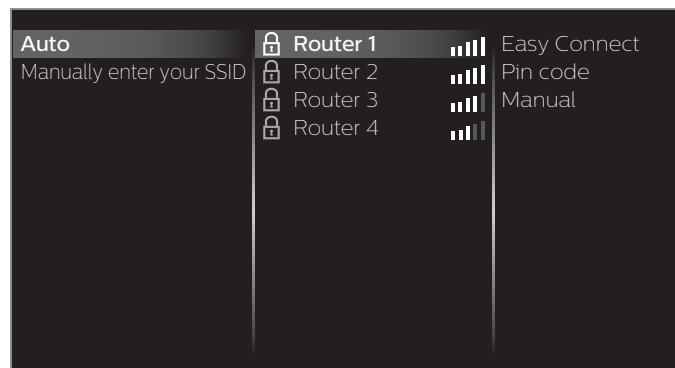 Auto
Manually enter your SSID
Router 1
Router 2
Router 3
Router 4
Easy Connect
Pin code
Manual